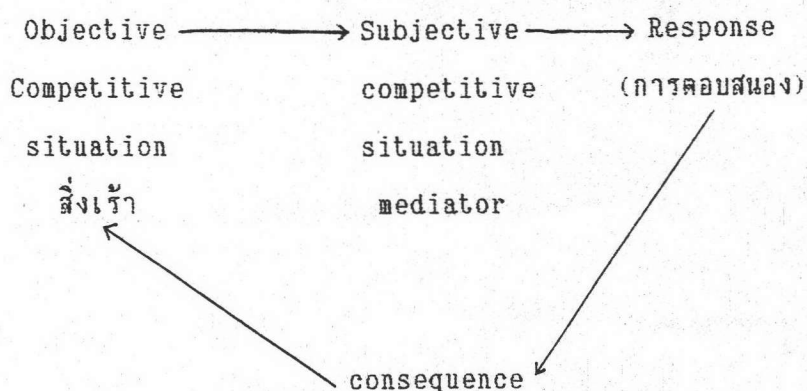 Objective → Subjective → Response
Competitive competitive (การตอบสนอง)
situation situation
สิ่งเร้า mediator
consequence